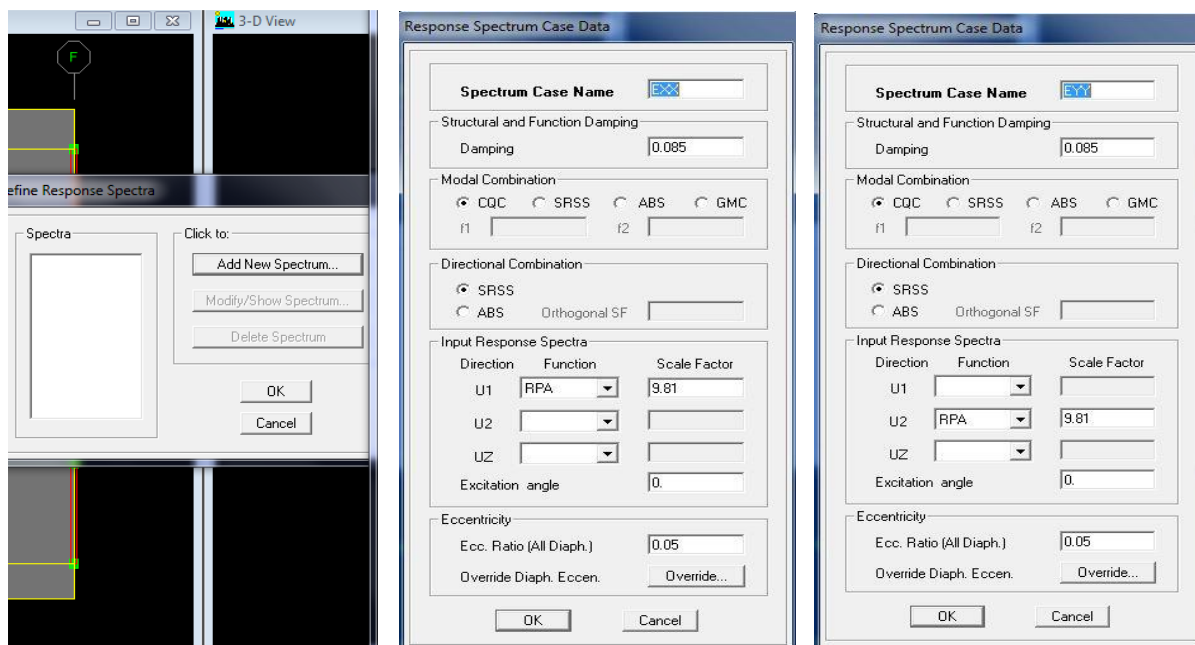 3-D View
F
efine Response Spectra
Spectra
Click to:
Add New Spectrum...
Modify/Show Spectrum...
Delete Spectrum
OK
Cancel
Response Spectrum Case Data
Spectrum Case Name EXX
Structural and Function Damping
Damping 0.085
Modal Combination
CQC SRSS ABS GMC
f1 f2
Directional Combination
SRSS
ABS Orthogonal SF
Input Response Spectra
Direction Function Scale Factor
U1 RPA 9.81
U2
UZ
Excitation angle 0.
Eccentricity
Ecc. Ratio (All Diaph.) 0.05
Override Diaph. Eccen. Override...
OK Cancel
Response Spectrum Case Data
Spectrum Case Name EYY
Structural and Function Damping
Damping 0.085
Modal Combination
CQC SRSS ABS GMC
f1 f2
Directional Combination
SRSS
ABS Orthogonal SF
Input Response Spectra
Direction Function Scale Factor
U1
U2 RPA 9.81
UZ
Excitation angle 0.
Eccentricity
Ecc. Ratio (All Diaph.) 0.05
Override Diaph. Eccen. Override...
OK Cancel